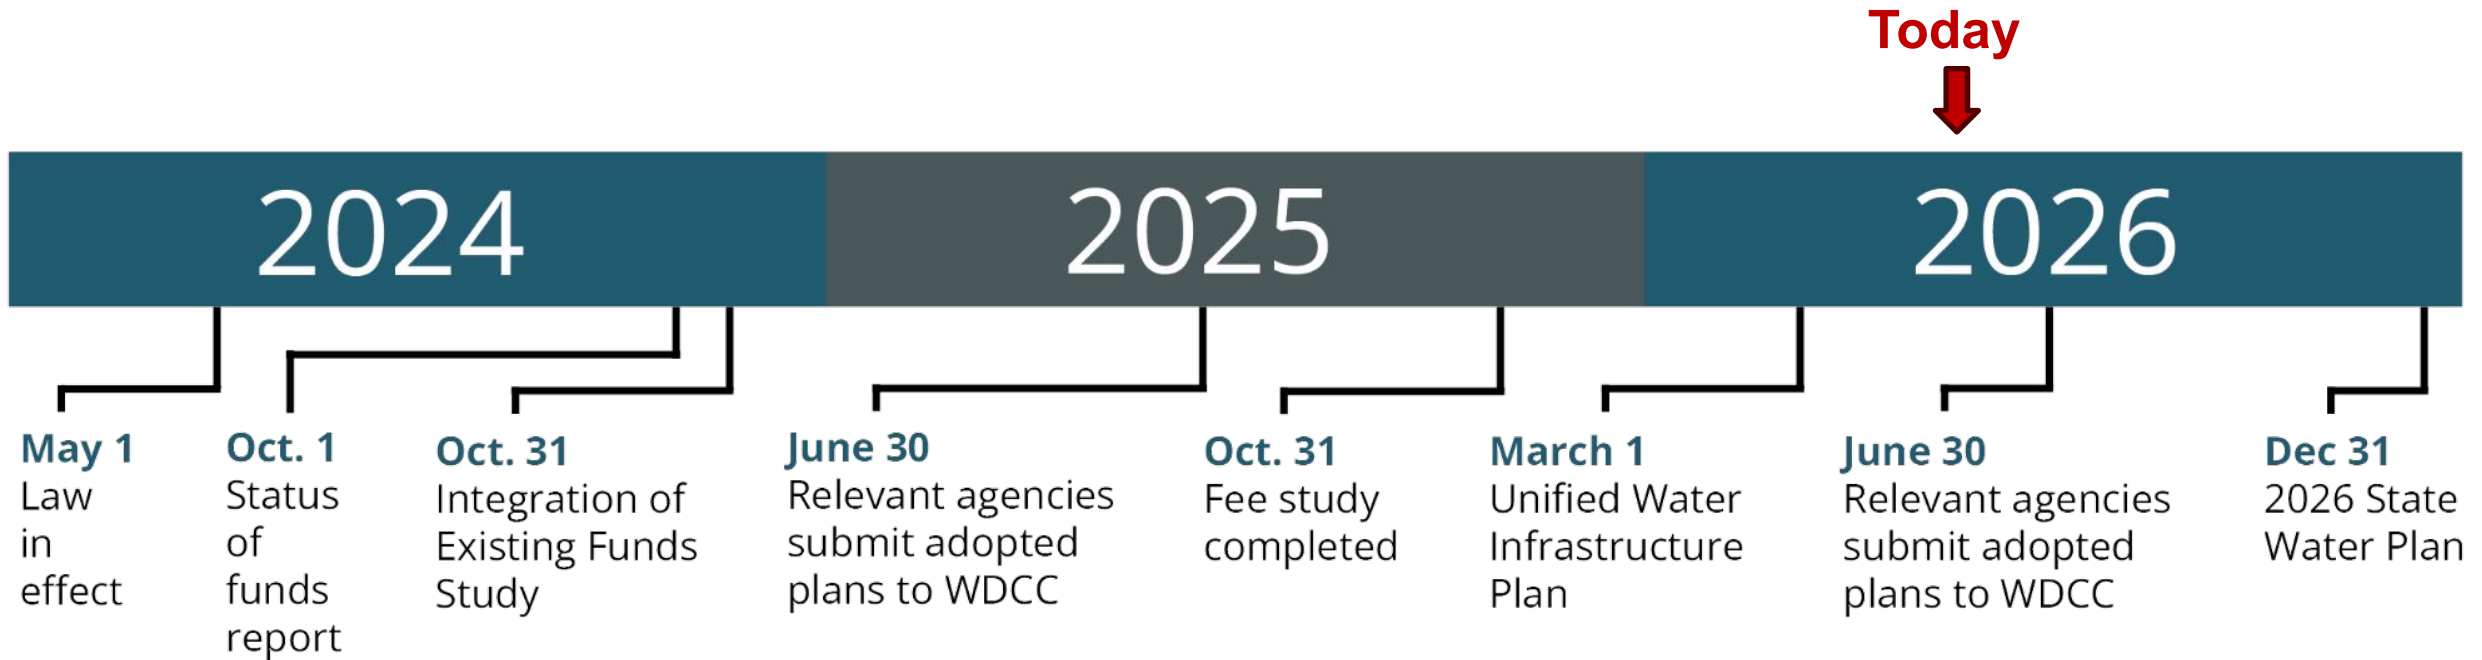 Today
2024
2025
2026
May 1
Law
in
effect
Oct. 1
Status
of
funds
report
Oct. 31
Integration of
Existing Funds
Study
June 30
Relevant agencies
submit adopted
plans to WDCC
Oct. 31
Fee study
completed
March 1
Unified Water
Infrastructure
Plan
June 30
Relevant agencies
submit adopted
plans to WDCC
Dec 31
2026 State
Water Plan